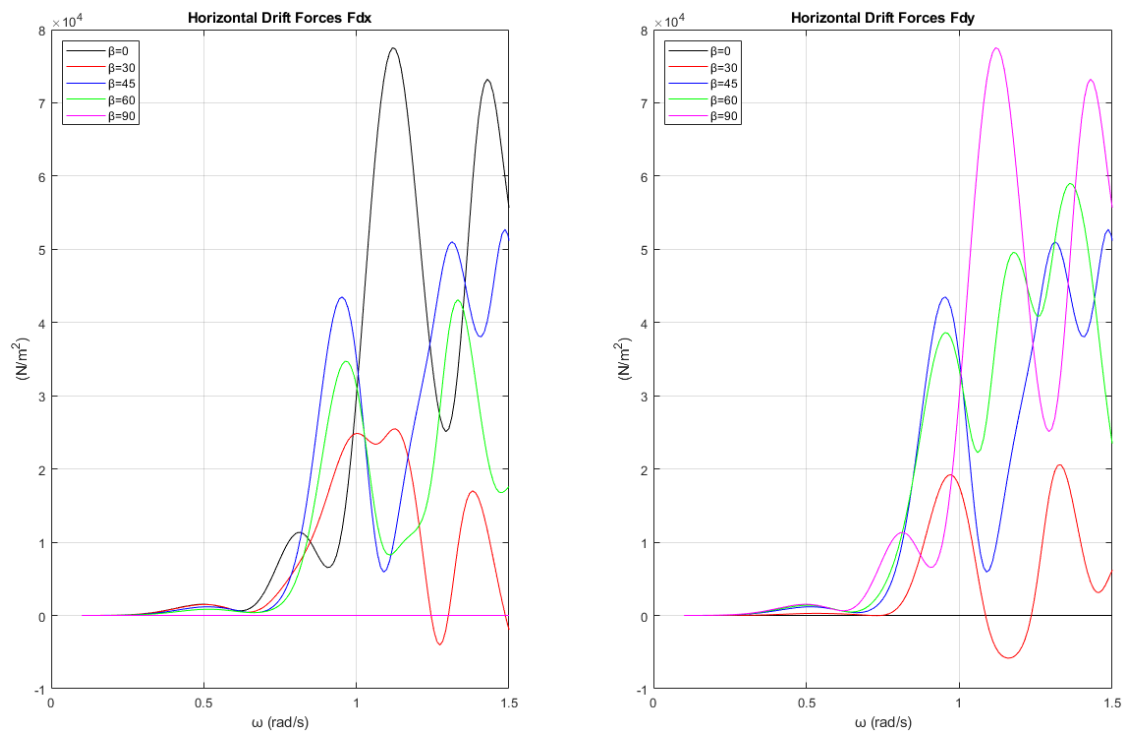 Horizontal Drift Forces Fdx
×10⁴
8
7
6
5
4
3
2
1
0
-1
(N/m²)
β=0
β=30
β=45
β=60
β=90
0
0.5
1
1.5
ω (rad/s)
Horizontal Drift Forces Fdy
×10⁴
8
7
6
5
4
3
2
1
0
-1
(N/m²)
β=0
β=30
β=45
β=60
β=90
0
0.5
1
1.5
ω (rad/s)